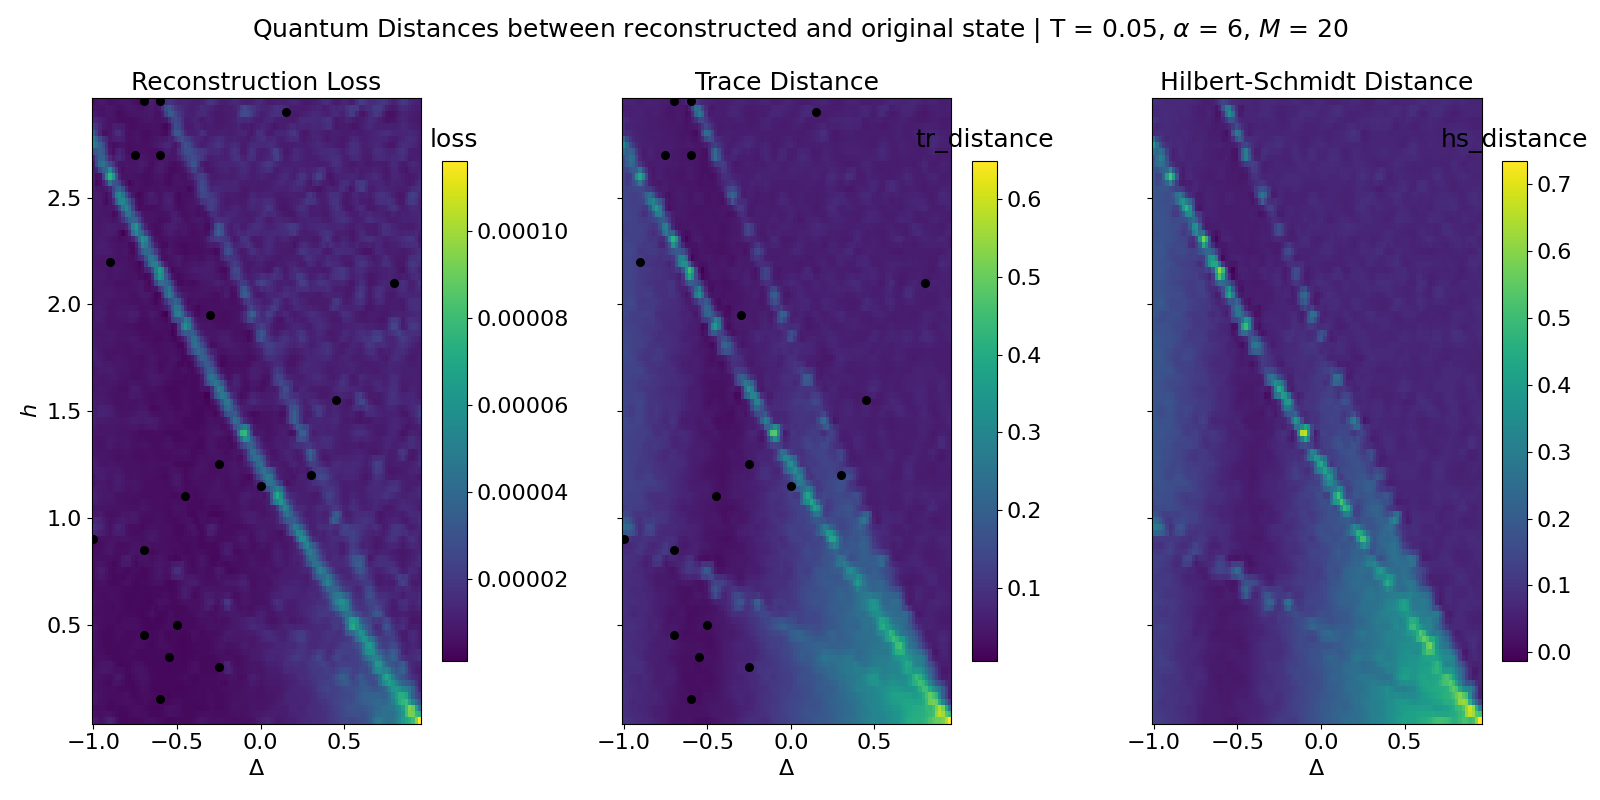 Quantum Distances between reconstructed and original state | T = 0.05, α = 6, M = 20
Reconstruction Loss
Trace Distance
Hilbert-Schmidt Distance
loss
tr_distance
hs_distance
h
2.5
2.0
1.5
1.0
0.5
0.00010
0.00008
0.00006
0.00004
0.00002
0.6
0.5
0.4
0.3
0.2
0.1
0.7
0.6
0.5
0.4
0.3
0.2
0.1
0.0
−1.0 −0.5 0.0 0.5
−1.0 −0.5 0.0 0.5
−1.0 −0.5 0.0 0.5
Δ
Δ
Δ